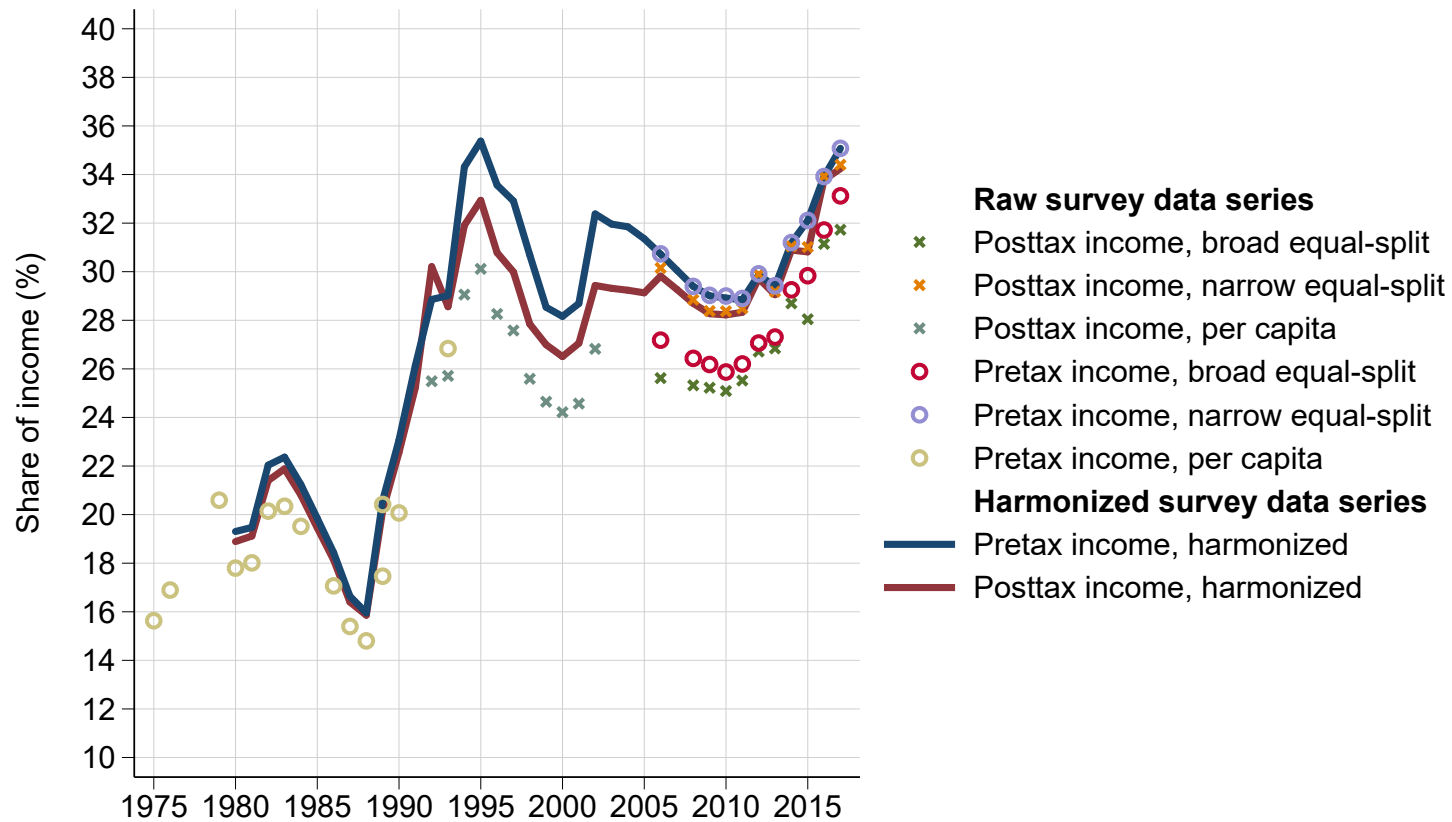 Share of income (%)
40
38
36
34
32
30
28
26
24
22
20
18
16
14
12
10
1975 1980 1985 1990 1995 2000 2005 2010 2015
Raw survey data series
Posttax income, broad equal-split
Posttax income, narrow equal-split
Posttax income, per capita
Pretax income, broad equal-split
Pretax income, narrow equal-split
Pretax income, per capita
Harmonized survey data series
Pretax income, harmonized
Posttax income, harmonized